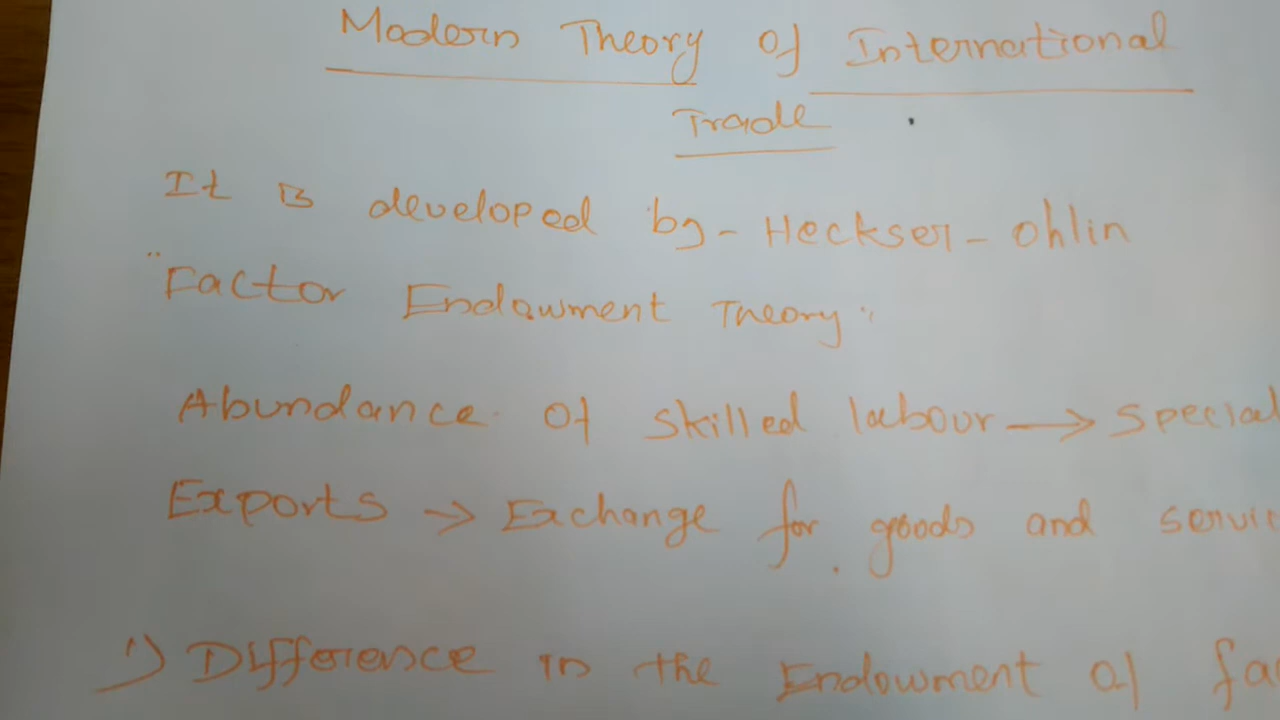 Modern Theory of International
Trade
It is developed by - Heckser - Ohlin
"Factor Endowment Theory"
Abundance of skilled labour → Special
Exports → Exchange for goods and servi
1) Difference in the Endowment of fa